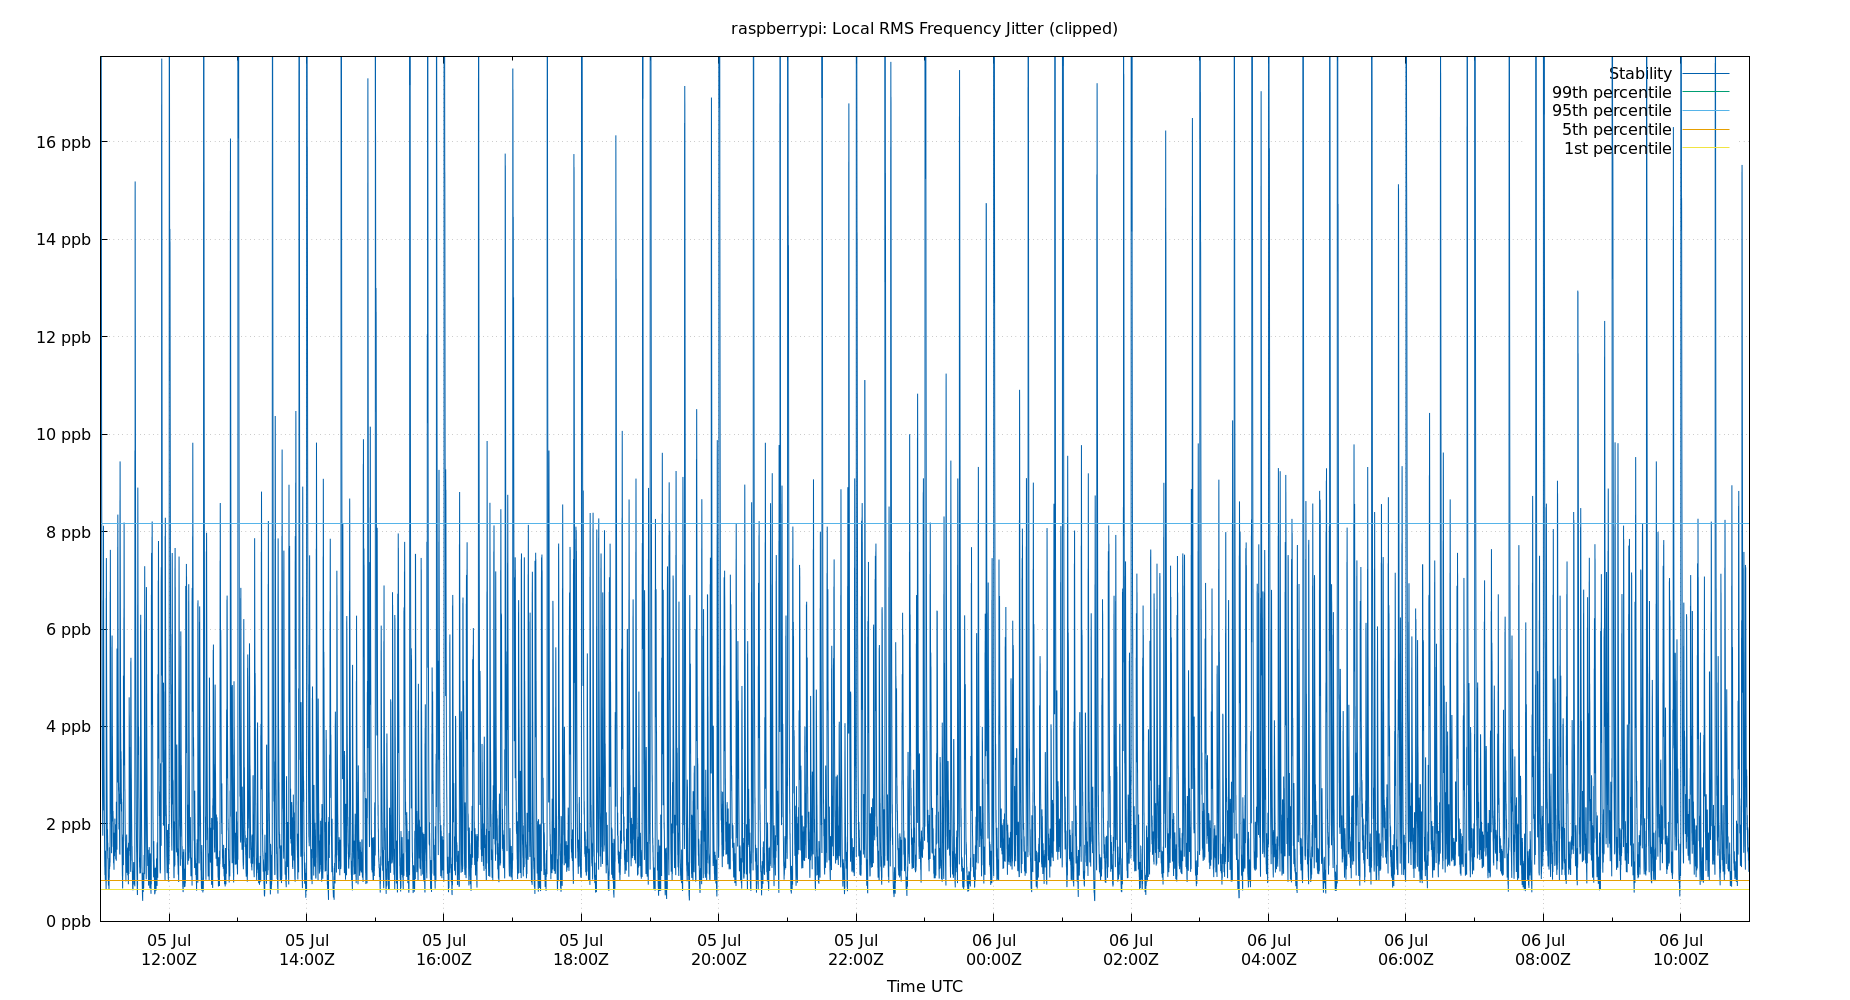 raspberrypi: Local RMS Frequency Jitter (clipped)
Stability
99th percentile
95th percentile
5th percentile
1st percentile
16 ppb
14 ppb
12 ppb
10 ppb
8 ppb
6 ppb
4 ppb
2 ppb
0 ppb
05 Jul 05 Jul 05 Jul 05 Jul 05 Jul 05 Jul 06 Jul 06 Jul 06 Jul 06 Jul 06 Jul 06 Jul
12:00Z 14:00Z 16:00Z 18:00Z 20:00Z 22:00Z 00:00Z 02:00Z 04:00Z 06:00Z 08:00Z 10:00Z
Time UTC